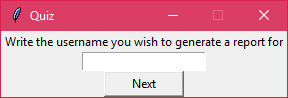 Quiz
Write the username you wish to generate a report for
Next